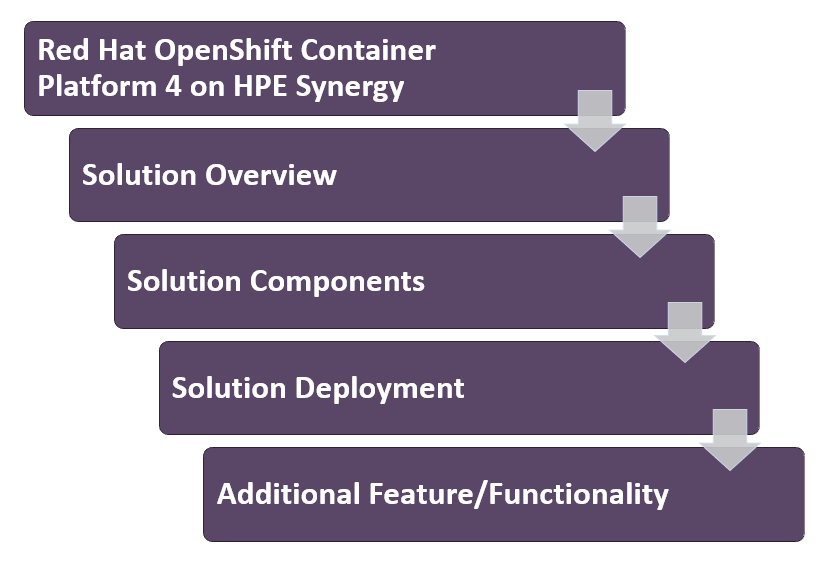 Red Hat OpenShift Container
Platform 4 on HPE Synergy
Solution Overview
Solution Components
Solution Deployment
Additional Feature/Functionality